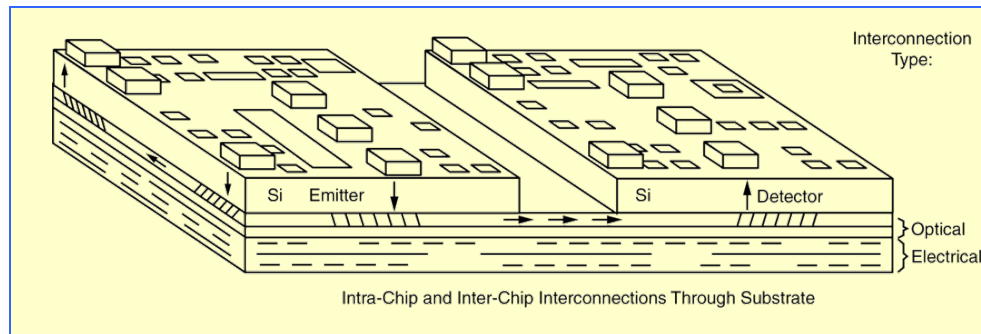 Interconnection
Type:
Si Emitter
Si Detector
Optical
Electrical
Intra-Chip and Inter-Chip Interconnections Through Substrate